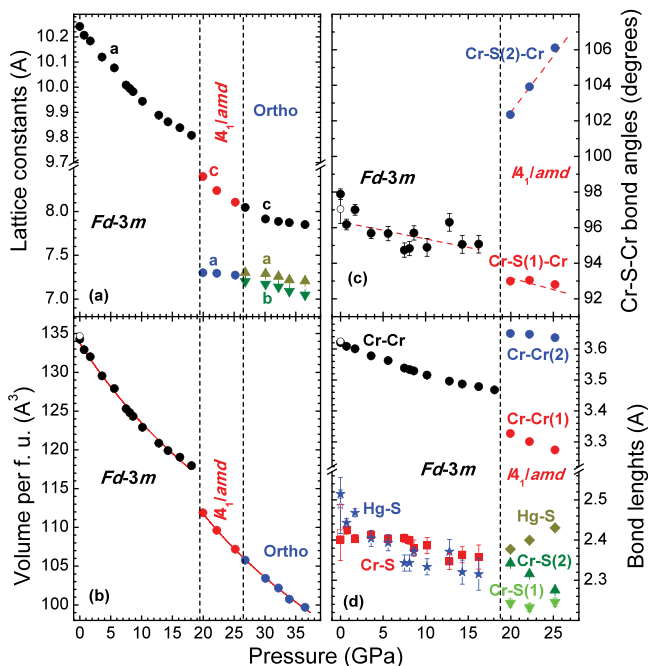 10.2
10.1
10.0
9.9
9.8
9.7
8.0
7.0
Lattice constants (A)
a
I4₁/amd
Ortho
c
c
Fd-3m
a
a
b
(a)
106
104
102
100
98
96
94
92
Cr-S-Cr bond angles (degrees)
Cr-S(2)-Cr
Fd-3m
I4₁/amd
Cr-S(1)-Cr
(c)
135
130
125
120
115
110
105
100
Volume per f. u. (A³)
Fd-3m
I4₁/amd
Ortho
(b)
0 5 10 15 20 25 30 35
3.6
3.5
3.4
3.3
2.5
2.4
2.3
Bond lenghts (A)
Cr-Cr
Cr-Cr(2)
Cr-Cr(1)
Fd-3m
I4₁/amd
Hg-S
Hg-S
Cr-S
Cr-S(2)
Cr-S(1)
(d)
0 5 10 15 20 25 30
Pressure (GPa)